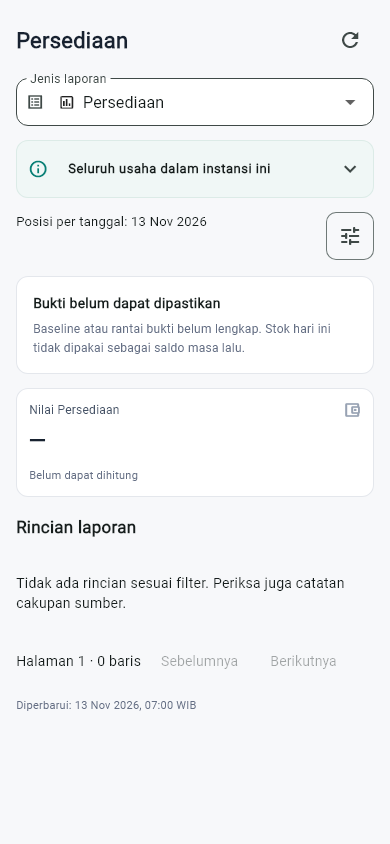 Persediaan
Jenis laporan
Persediaan
Seluruh usaha dalam instansi ini
Posisi per tanggal: 13 Nov 2026
Bukti belum dapat dipastikan
Baseline atau rantai bukti belum lengkap. Stok hari ini
tidak dipakai sebagai saldo masa lalu.
Nilai Persediaan
—
Belum dapat dihitung
Rincian laporan
Tidak ada rincian sesuai filter. Periksa juga catatan
cakupan sumber.
Halaman 1 · 0 baris Sebelumnya Berikutnya
Diperbarui: 13 Nov 2026, 07:00 WIB